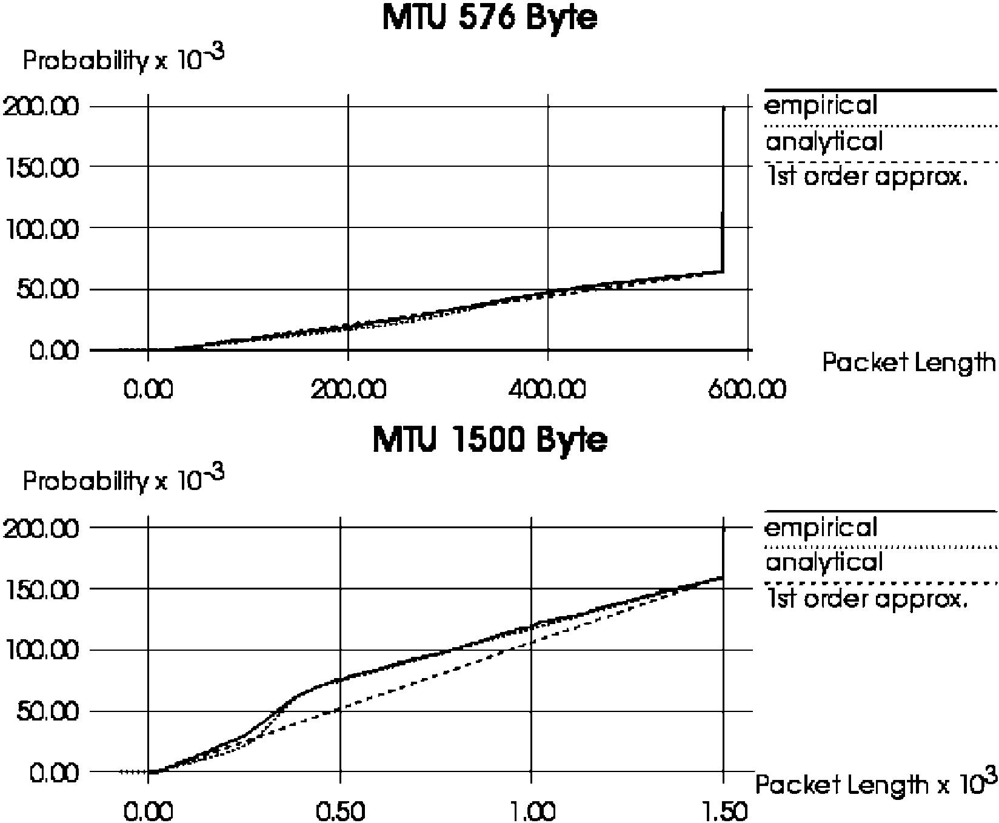 MTU 576 Byte
Probability x 10-3
200.00
empirical
analytical
150.00
1st order approx.
100.00
50.00
0.00
Packet Length
0.00 200.00 400.00 600.00
MTU 1500 Byte
Probability x 10-3
200.00
empirical
analytical
150.00
1st order approx.
100.00
50.00
0.00
Packet Length x 103
0.00 0.50 1.00 1.50